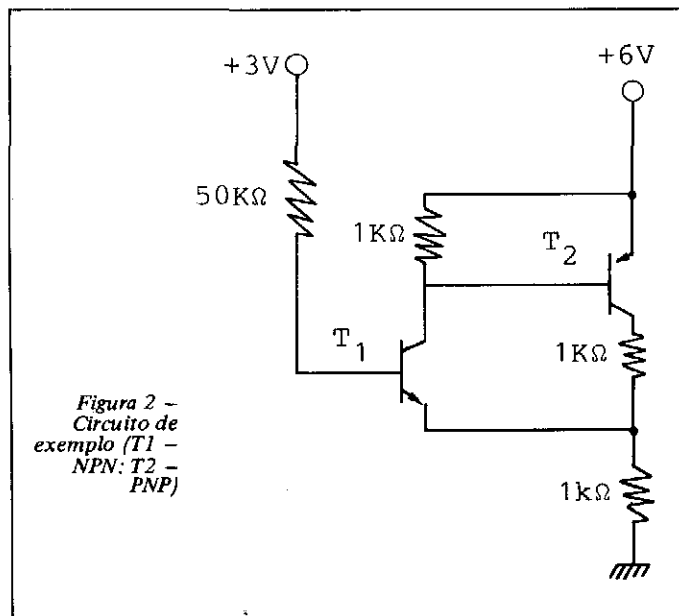 +3V
+6V
50KΩ
1KΩ
T2
T1
1KΩ
Figura 2 –
Circuito de
exemplo (T1 –
NPN: T2 –
PNP)
1kΩ